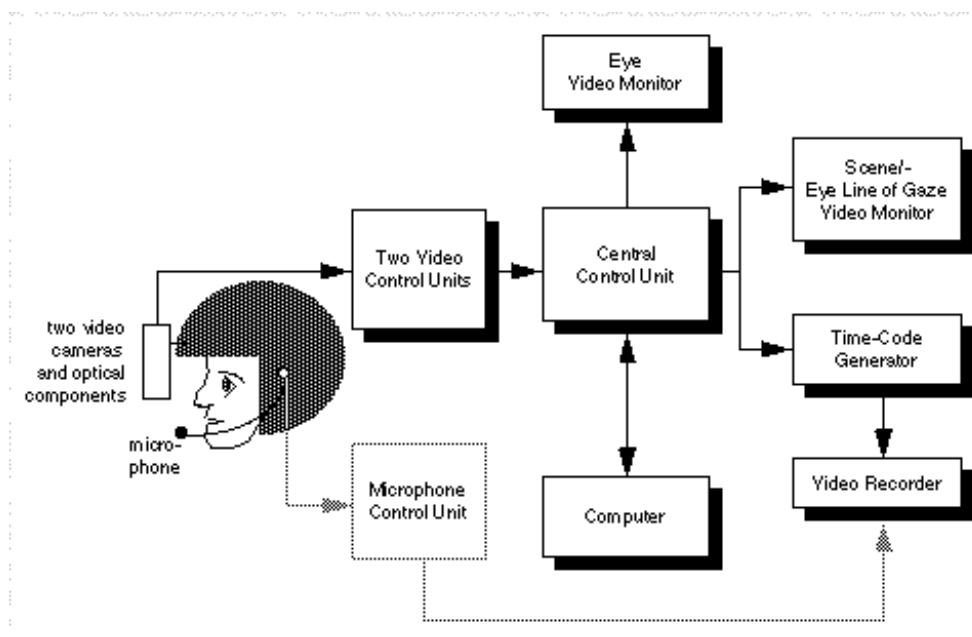 Eye
Video Monitor
Scene/-
Eye Line of Gaze
Video Monitor
Two Video
Control Units
Central
Control Unit
two video
cameras
and optical
components
Time-Code
Generator
micro-
phone
Microphone
Control Unit
Computer
Video Recorder